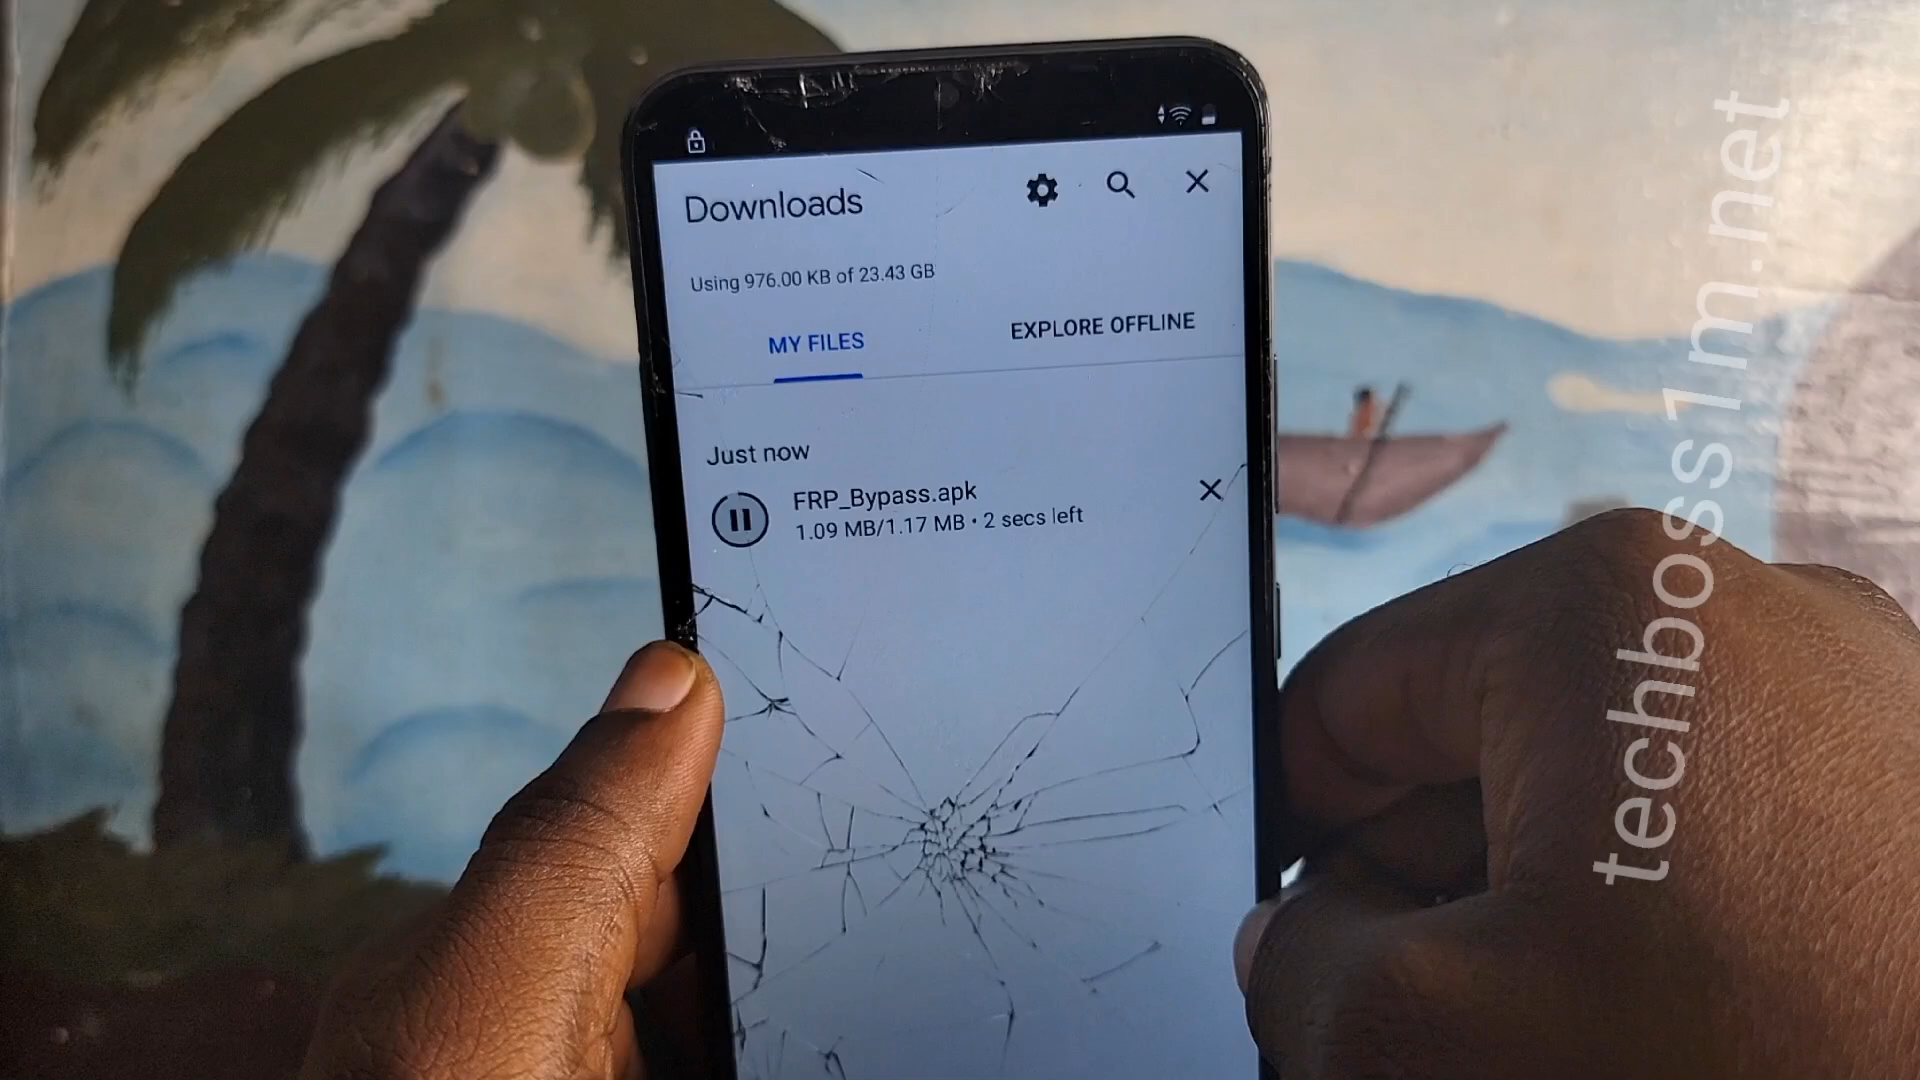 Downloads
Using 976.00 KB of 23.43 GB
MY FILES
EXPLORE OFFLINE
Just now
FRP_Bypass.apk
1.09 MB/1.17 MB • 2 secs left
techboss1m.net